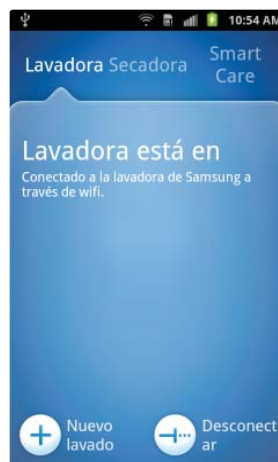 10:54 AM
Lavadora Secadora Smart
Care
Lavadora está en
Conectado a la lavadora de Samsung a
través de wifi.
Nuevo
lavado
Desconect
ar